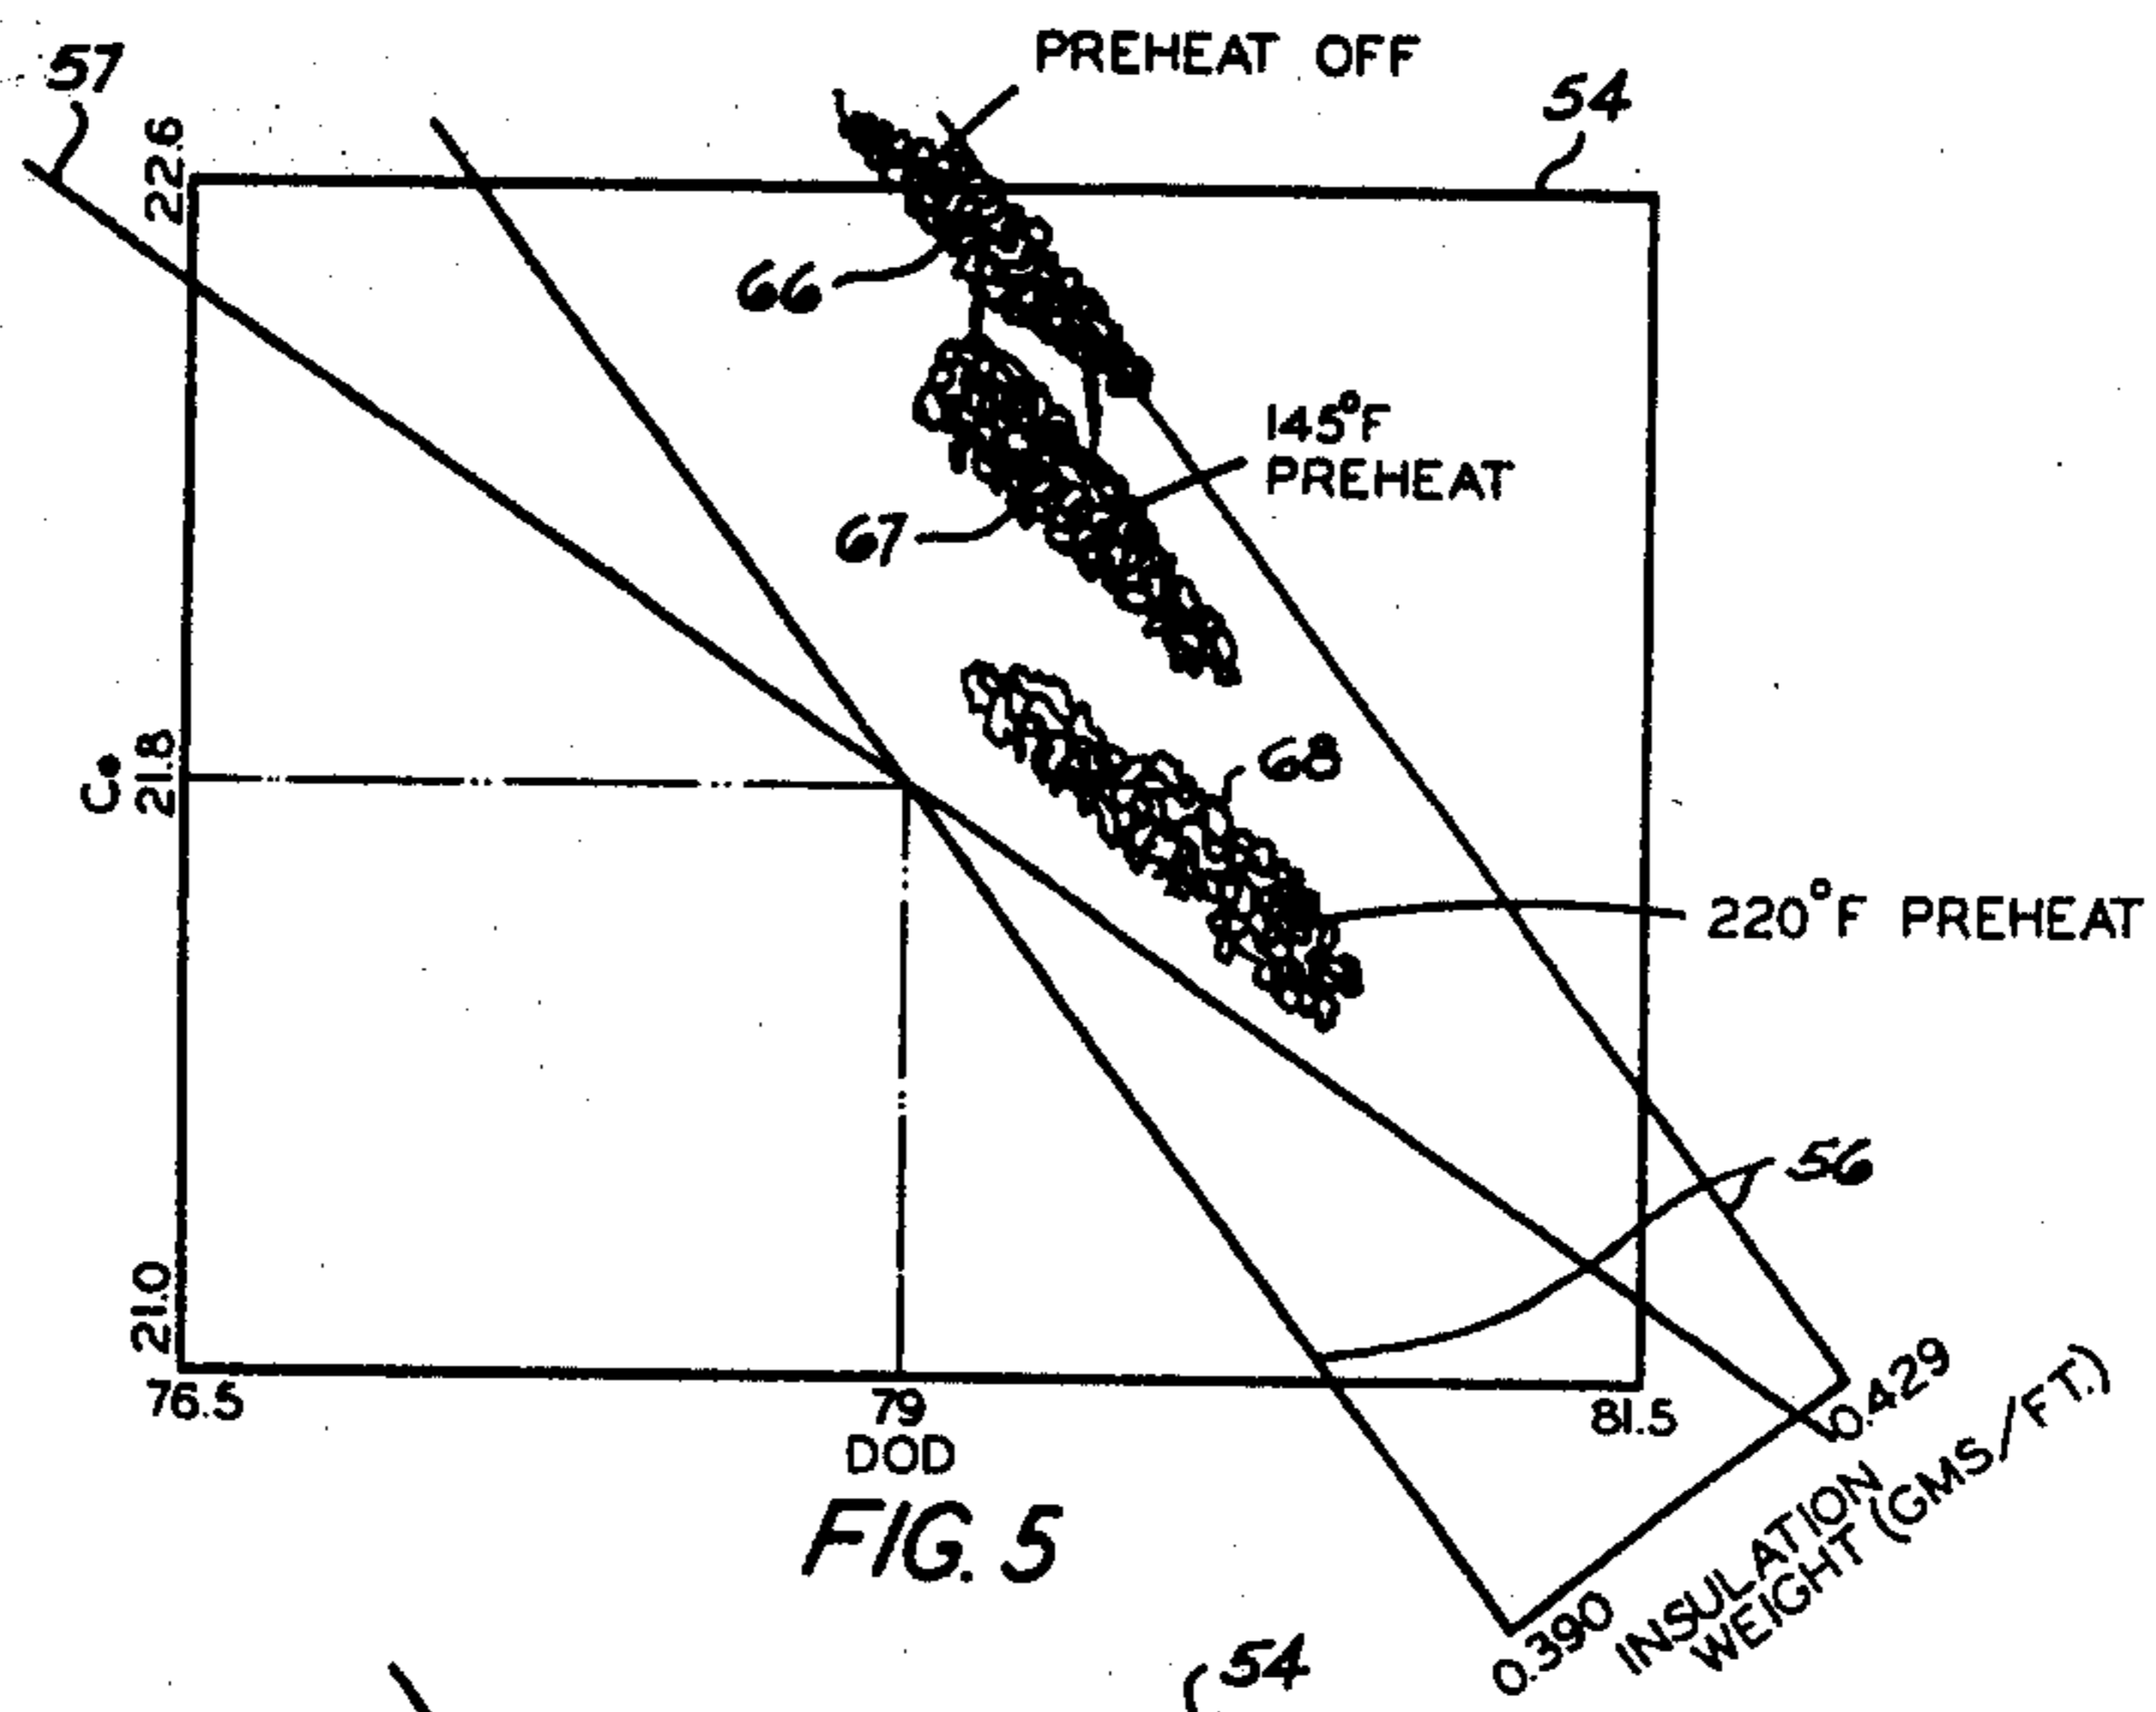 57
PREHEAT OFF
54
22.6
66
145°F
PREHEAT
67
C●
21.8
68
220°F PREHEAT
56
21.0
76.5
79
81.5
DOD
0.429
0.390
INSULATION
WEIGHT (GMS/FT.)
FIG. 5
54